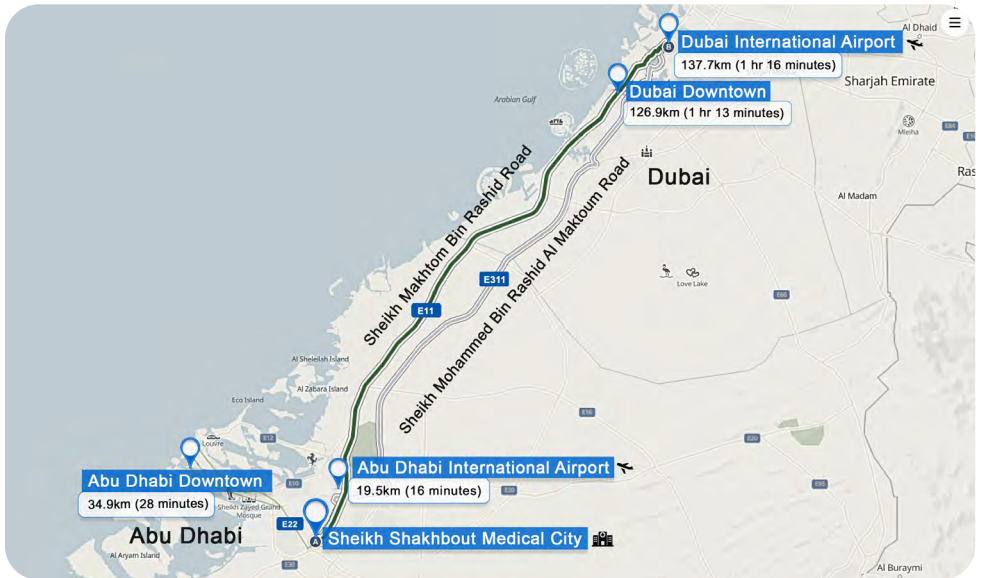 Al Dhaid
B
Dubai International Airport
137.7km (1 hr 16 minutes)
Sharjah Emirate
Dubai Downtown
126.9km (1 hr 13 minutes)
Arabian Gulf
Mleiha
E84
Dubai
Ras
Al Madam
Sheikh Makhtom Bin Rashid Road
Sheikh Mohammed Bin Rashid Al Maktoum Road
E311
Love Lake
E66
E11
Al Sheleilah Island
Al Zabara Island
Eco Island
E16
E12
E20
Louvre
Abu Dhabi International Airport
19.5km (16 minutes)
Abu Dhabi Downtown
34.9km (28 minutes)
E10
E20
E95
Sheikh Zayed Grand
Mosque
E22
Abu Dhabi
A
Sheikh Shakhbout Medical City
Al Aryam Island
E30
Al Buraymi